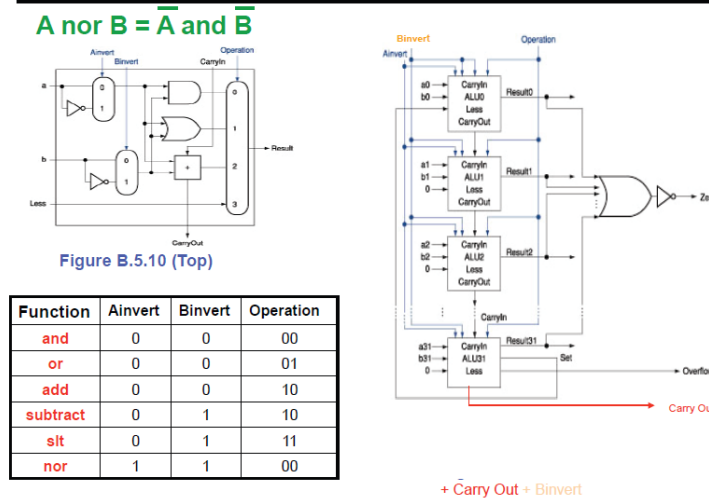 A nor B = A and B
Ainvert
Binvert
CarryIn
Operation
a
0
1
0
1
b
0
1
+
2
Result
Less
3
CarryOut
Figure B.5.10 (Top)
Function Ainvert Binvert Operation
and 0 0 00
or 0 0 01
add 0 0 10
subtract 0 1 10
slt 0 1 11
nor 1 1 00
Binvert
Operation
Ainvert
a0 CarryIn Result0
b0 ALU0
Less
CarryOut
a1 CarryIn Result1
b1 ALU1
0 Less
CarryOut
a2 CarryIn Result2
b2 ALU2
0 Less
CarryOut
CarryIn
a31 CarryIn Result31
b31 ALU31 Set
0 Less
Ze
Overflo
Carry Ou
+ Carry Out + Binvert